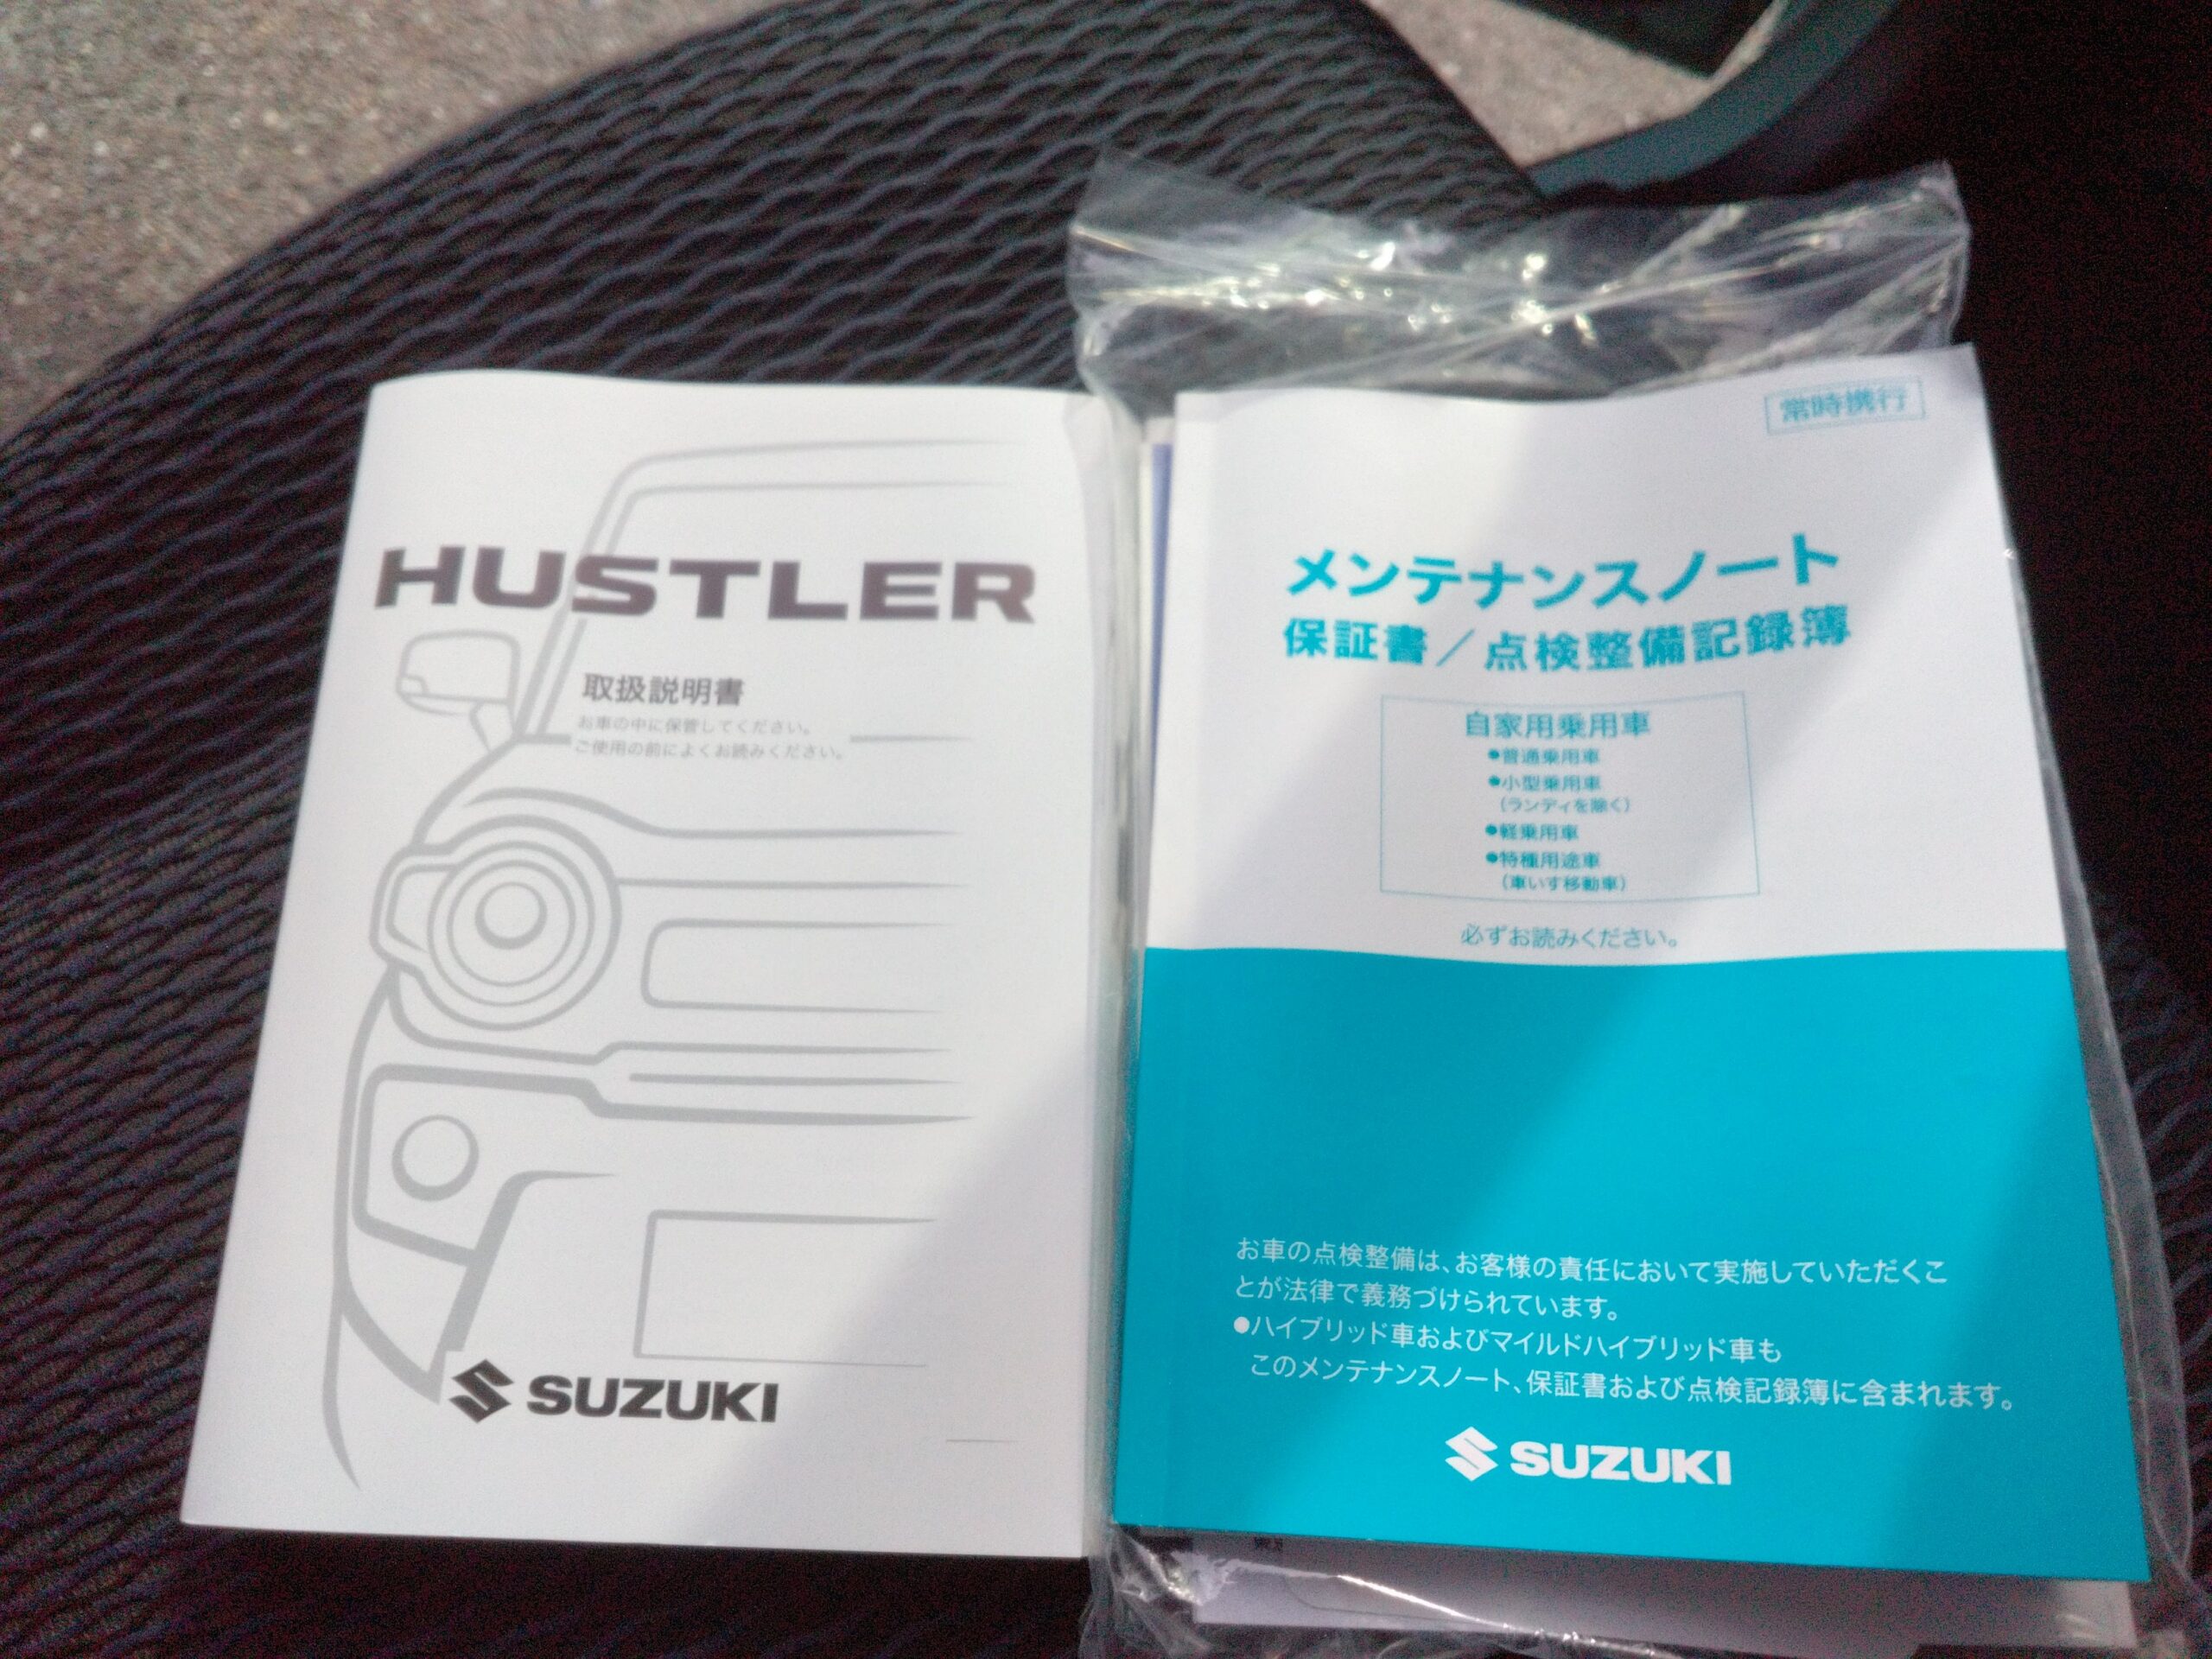 HUSTLER
取扱説明書
お車の中に保管してください。
ご使用の前によくお読みください。
SUZUKI
常時携行
メンテナンスノート
保証書／点検整備記録簿
自家用乗用車
●普通乗用車
●小型乗用車
（ランディを除く）
●軽乗用車
●特種用途車
（車いす移動車）
必ずお読みください。
お車の点検整備は、お客様の責任において実施していただくこ
とが法律で義務づけられています。
●ハイブリッド車およびマイルドハイブリッド車も
このメンテナンスノート、保証書および点検記録簿に含まれます。
SUZUKI